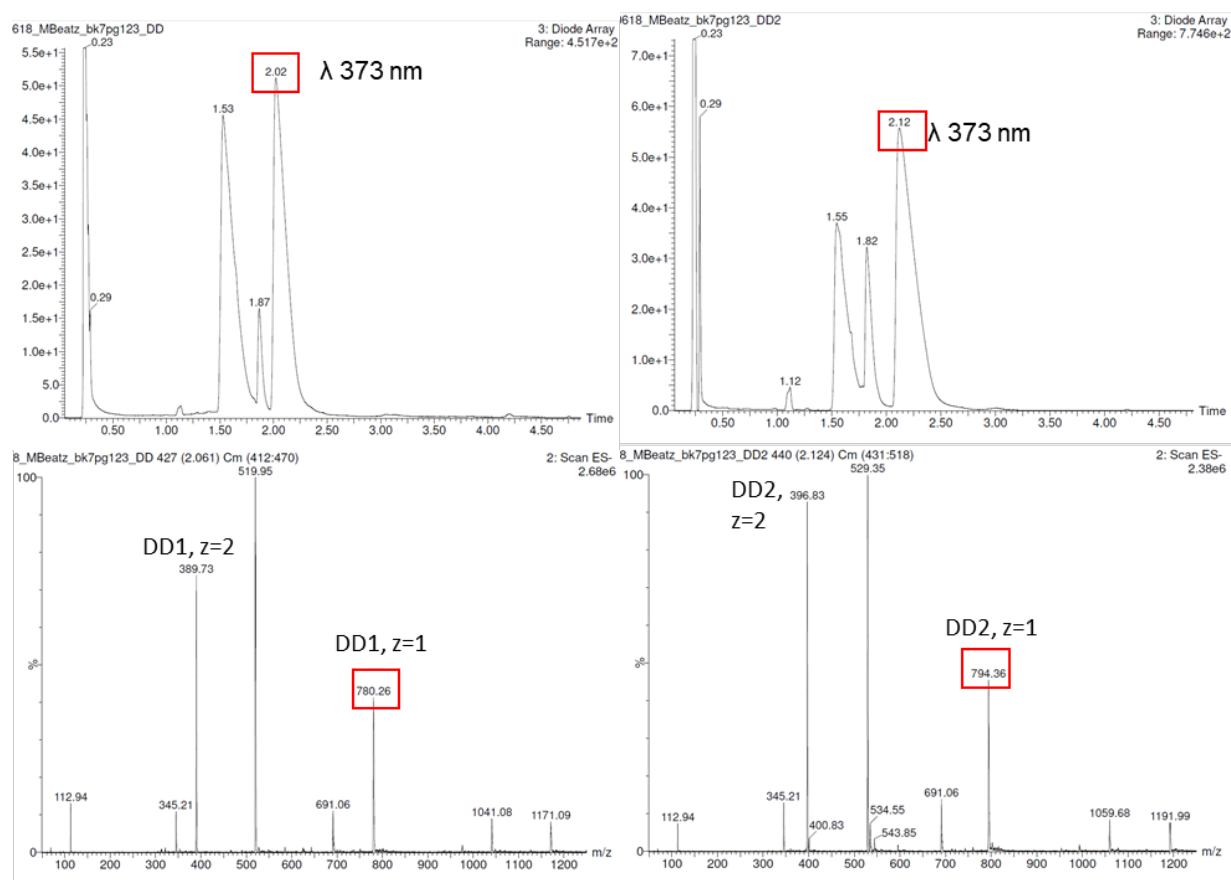 618_MBeatz_bk7pg123_DD
3: Diode Array
Range: 4.517e+2
5.5e+1
5.0e+1
4.5e+1
4.0e+1
3.5e+1
3.0e+1
2.5e+1
2.0e+1
1.5e+1
1.0e+1
5.0
0.0
0.23
0.29
1.53
1.87
2.02
λ 373 nm
0.50 1.00 1.50 2.00 2.50 3.00 3.50 4.00 4.50 Time
0618_MBeatz_bk7pg123_DD2
3: Diode Array
Range: 7.746e+2
7.0e+1
6.0e+1
5.0e+1
4.0e+1
3.0e+1
2.0e+1
1.0e+1
0.0
0.23
0.29
1.12
1.55
1.82
2.12
λ 373 nm
0.50 1.00 1.50 2.00 2.50 3.00 3.50 4.00 4.50 Time
8_MBeatz_bk7pg123_DD 427 (2.061) Cm (412:470)
2: Scan ES-
2.68e6
100
%
0
519.95
DD1, z=2
389.73
DD1, z=1
780.26
112.94
345.21
691.06
1041.08
1171.09
100 200 300 400 500 600 700 800 900 1000 1100 1200 m/z
8_MBeatz_bk7pg123_DD2 440 (2.124) Cm (431:518)
2: Scan ES-
2.38e6
100
%
0
529.35
DD2,
z=2
396.83
DD2, z=1
794.36
112.94
345.21
400.83
534.55
543.85
691.06
1059.68
1191.99
100 200 300 400 500 600 700 800 900 1000 1100 1200 m/z